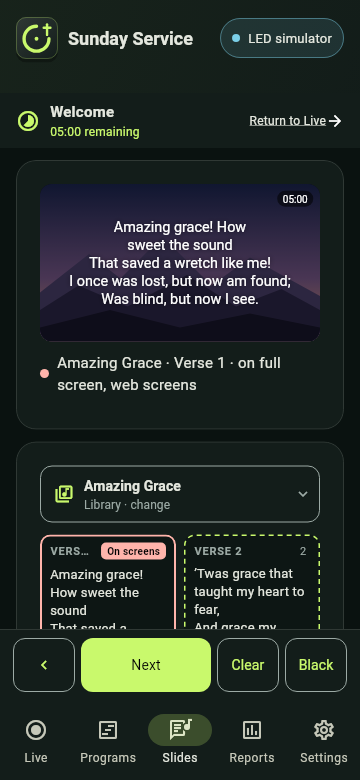 Sunday Service
LED simulator
Welcome
05:00 remaining
Return to Live
05:00
Amazing grace! How
sweet the sound
That saved a wretch like me!
I once was lost, but now am found;
Was blind, but now I see.
Amazing Grace · Verse 1 · on full
screen, web screens
Amazing Grace
Library · change
VERS...
On screens
Amazing grace!
How sweet the
sound
That saved a
VERSE 2
2
'Twas grace that
taught my heart to
fear,
And grace my
Next
Clear
Black
Live
Programs
Slides
Reports
Settings